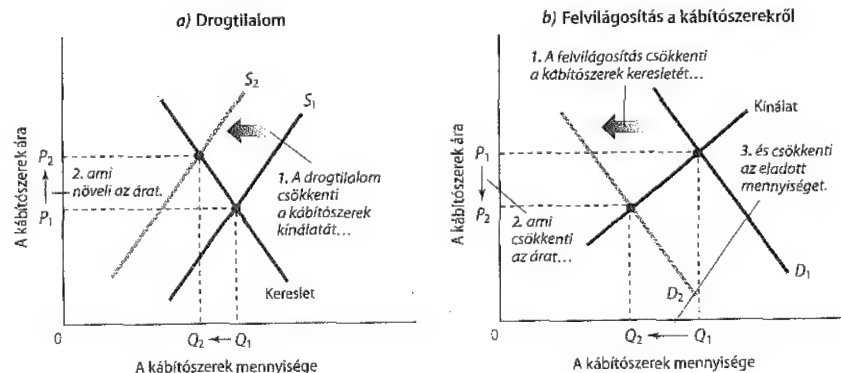 a) Drogtilalom
S₂
S₁
A kábítószerek ára
P₂
P₁
2. ami
növeli az árat.
1. A drogtilalom
csökkenti
a kábítószerek
kínálatát...
Kereslet
0
Q₂
Q₁
A kábítószerek mennyisége
b) Felvilágosítás a kábítószerekről
1. A felvilágosítás csökkenti
a kábítószerek keresletét...
Kínálat
A kábítószerek ára
P₁
P₂
2. ami
csökkenti
az árat...
3. és csökkenti
az eladott
mennyiséget.
D₁
D₂
0
Q₂
Q₁
A kábítószerek mennyisége